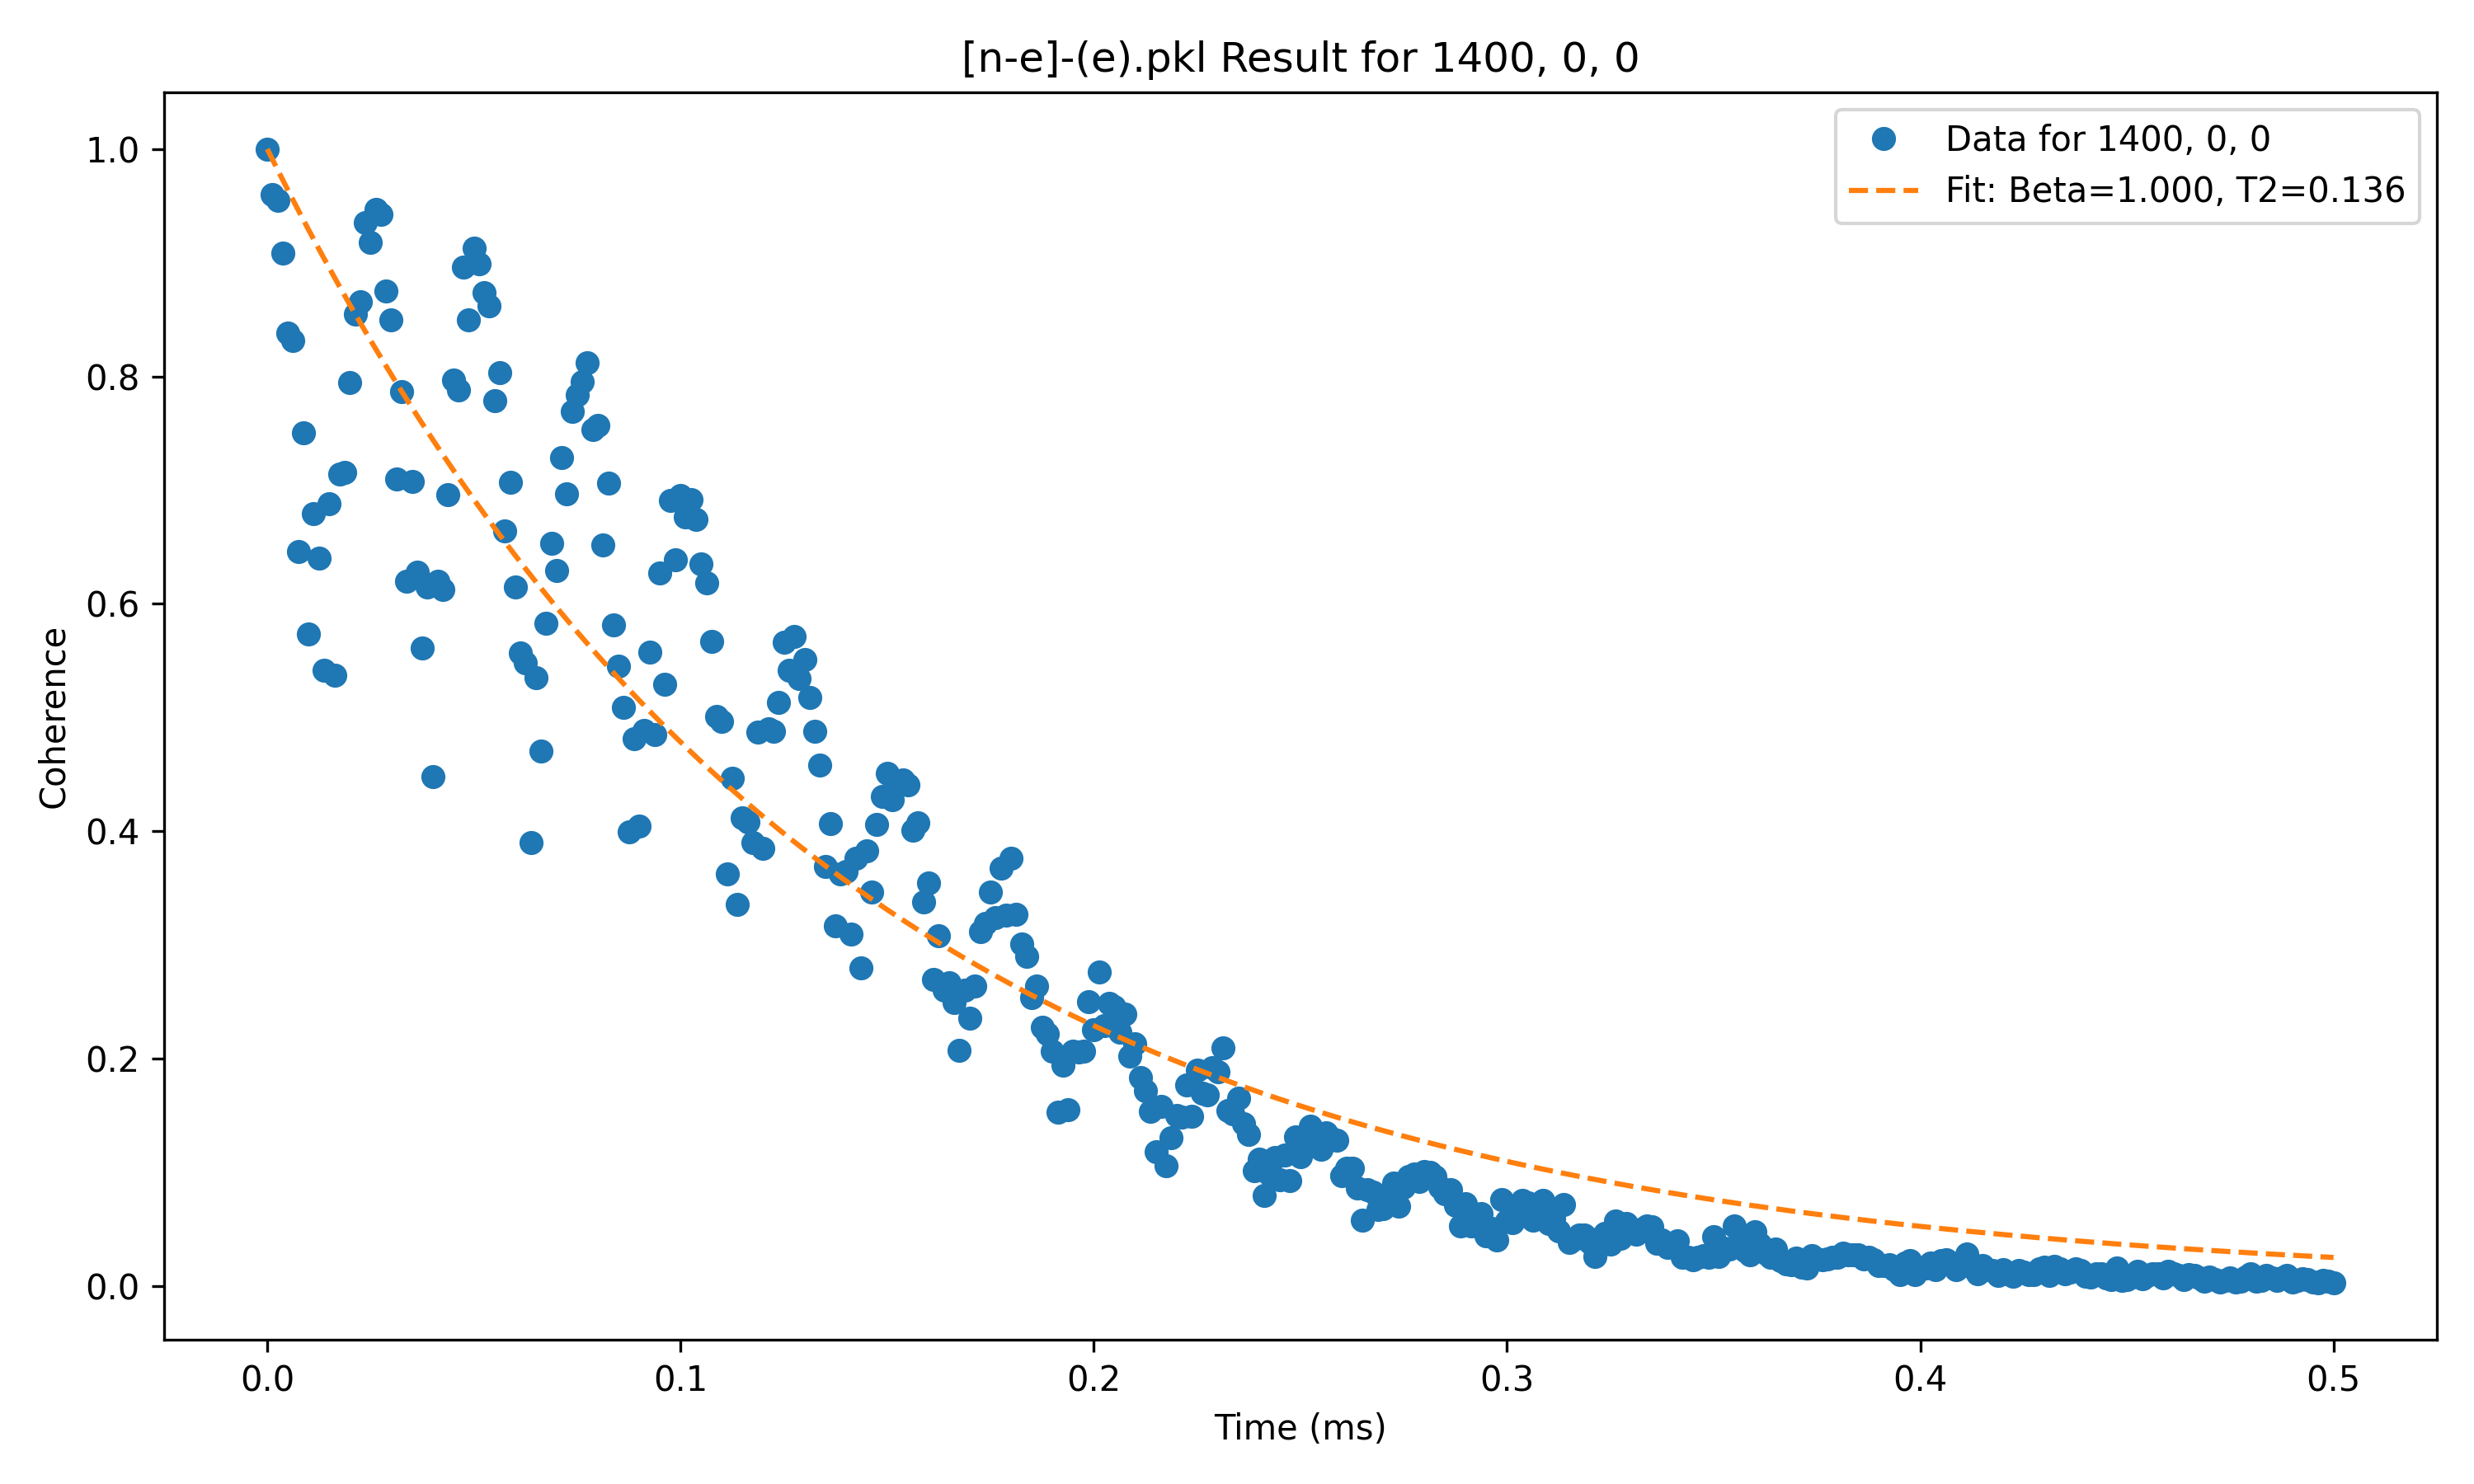 [n-e]-(e).pkl Result for 1400, 0, 0
Data for 1400, 0, 0
Fit: Beta=1.000, T2=0.136
Coherence
1.0
0.8
0.6
0.4
0.2
0.0
0.0 0.1 0.2 0.3 0.4 0.5
Time (ms)